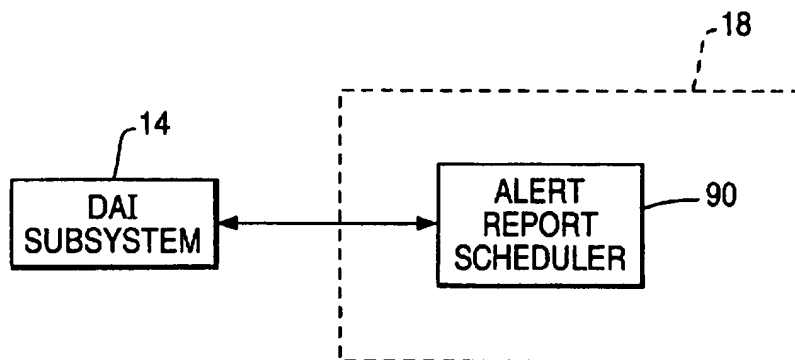 18
14
DAI
SUBSYSTEM
ALERT
REPORT
SCHEDULER
90